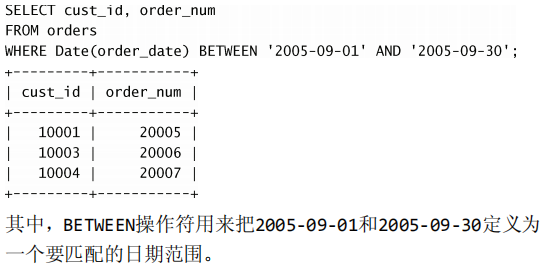 SELECT cust_id, order_num
FROM orders
WHERE Date(order_date) BETWEEN '2005-09-01' AND '2005-09-30';
+---------+-----------+
| cust_id | order_num |
+---------+-----------+
|   10001 |     20005 |
|   10003 |     20006 |
|   10004 |     20007 |
+---------+-----------+
其中，BETWEEN操作符用来把2005-09-01和2005-09-30定义为
一个要匹配的日期范围。